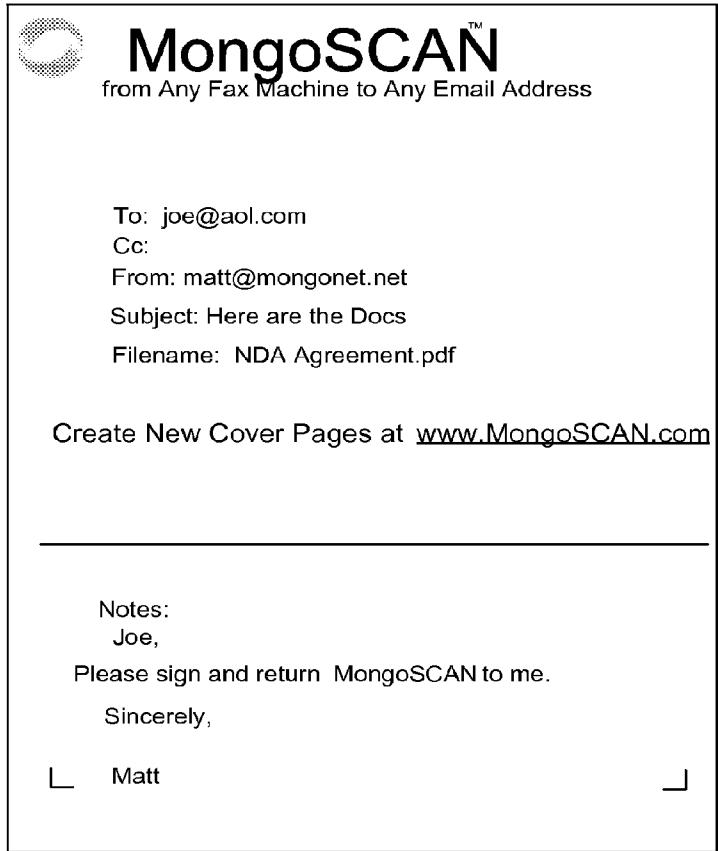 MongoSCAN™
from Any Fax Machine to Any Email Address
To: joe@aol.com
Cc:
From: matt@mongonet.net
Subject: Here are the Docs
Filename: NDA Agreement.pdf
Create New Cover Pages at www.MongoSCAN.com
Notes:
Joe,
Please sign and return MongoSCAN to me.
Sincerely,
Matt